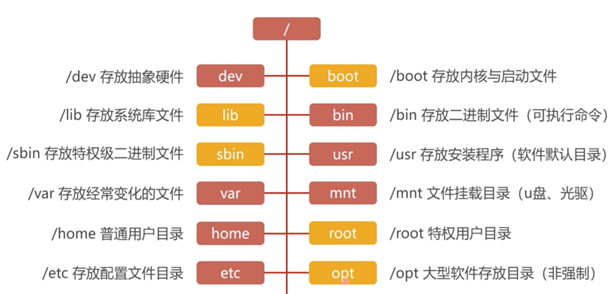 /
/dev 存放抽象硬件 dev boot /boot 存放内核与启动文件
/lib 存放系统库文件 lib bin /bin 存放二进制文件（可执行命令）
/sbin 存放特权级二进制文件 sbin usr /usr 存放安装程序（软件默认目录）
/var 存放经常变化的文件 var mnt /mnt 文件挂载目录（u盘、光驱）
/home 普通用户目录 home root /root 特权用户目录
/etc 存放配置文件目录 etc opt /opt 大型软件存放目录（非强制）